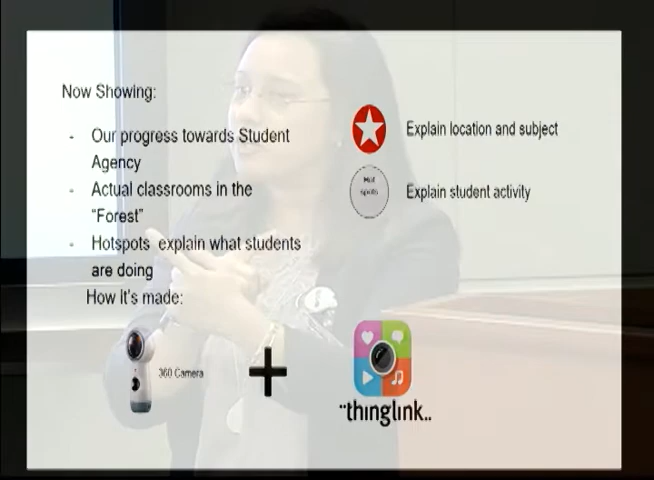 Now Showing:
- Our progress towards Student
Agency
- Actual classrooms in the
"Forest"
- Hotspots explain what students
are doing
How it's made:
360 Camera
Explain location and subject
Hot
spots
Explain student activity
¨thinglink..